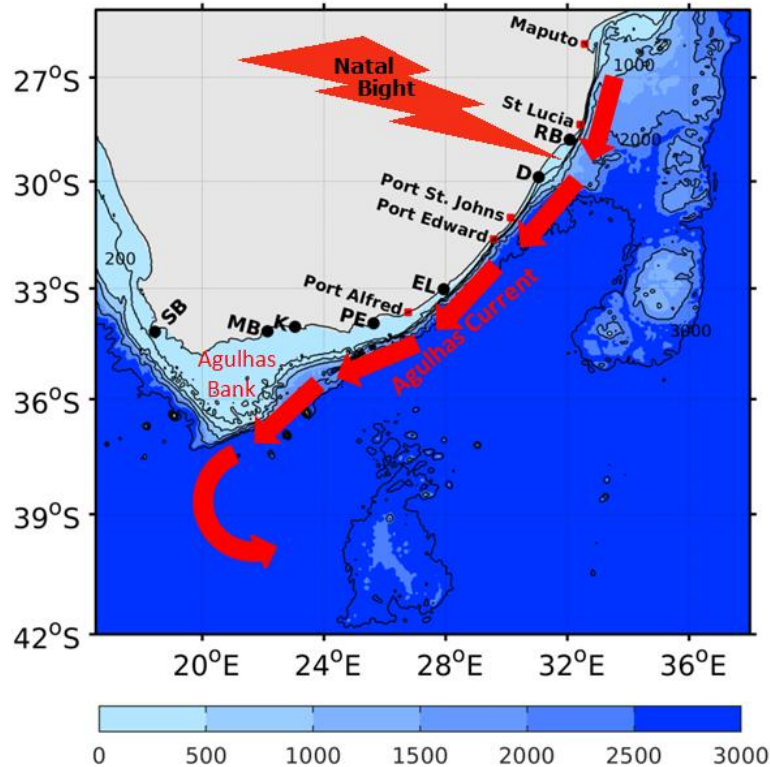 Maputo
27°S
Natal
Bight
1000
St Lucia
RB
2000
30°S
D
Port St. Johns
Port Edward
200
33°S
EL
Port Alfred
SB
MB
K
PE
3000
Agulhas Current
Agulhas
Bank
36°S
39°S
42°S
20°E
24°E
28°E
32°E
36°E
0
500
1000
1500
2000
2500
3000